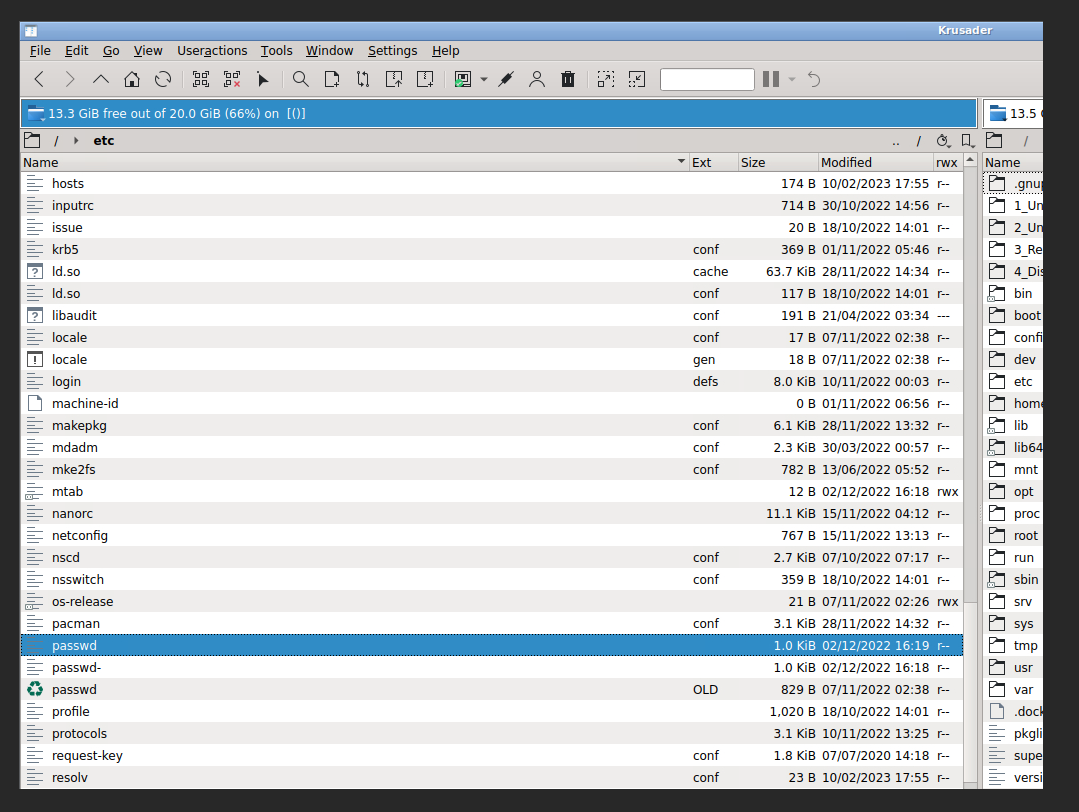 Krusader
File Edit Go View Useractions Tools Window Settings Help
13.3 GiB free out of 20.0 GiB (66%) on [()] 13.5
/ etc .. / /
Name Ext Size Modified rwx Name
hosts 174 B 10/02/2023 17:55 r-- .gnup
inputrc 714 B 30/10/2022 14:56 r-- 1_Un
issue 20 B 18/10/2022 14:01 r-- 2_Un
krb5 conf 369 B 01/11/2022 05:46 r-- 3_Re
ld.so cache 63.7 KiB 28/11/2022 14:34 r-- 4_Dis
ld.so conf 117 B 18/10/2022 14:01 r-- bin
libaudit conf 191 B 21/04/2022 03:34 --- boot
locale conf 17 B 07/11/2022 02:38 r-- confi
locale gen 18 B 07/11/2022 02:38 r-- dev
login defs 8.0 KiB 10/11/2022 00:03 r-- etc
machine-id 0 B 01/11/2022 06:56 r-- home
makepkg conf 6.1 KiB 28/11/2022 13:32 r-- lib
mdadm conf 2.3 KiB 30/03/2022 00:57 r-- lib64
mke2fs conf 782 B 13/06/2022 05:52 r-- mnt
mtab 12 B 02/12/2022 16:18 rwx opt
nanorc 11.1 KiB 15/11/2022 04:12 r-- proc
netconfig 767 B 15/11/2022 13:13 r-- root
nscd conf 2.7 KiB 07/10/2022 07:17 r-- run
nsswitch conf 359 B 18/10/2022 14:01 r-- sbin
os-release 21 B 07/11/2022 02:26 rwx srv
pacman conf 3.1 KiB 28/11/2022 14:32 r-- sys
passwd 1.0 KiB 02/12/2022 16:19 r-- tmp
passwd- 1.0 KiB 02/12/2022 16:18 r-- usr
passwd OLD 829 B 07/11/2022 02:38 r-- var
profile 1,020 B 18/10/2022 14:01 r-- .dock
protocols 3.1 KiB 10/11/2022 13:25 r-- pkgli
request-key conf 1.8 KiB 07/07/2020 14:18 r-- supe
resolv conf 23 B 10/02/2023 17:55 r-- versi